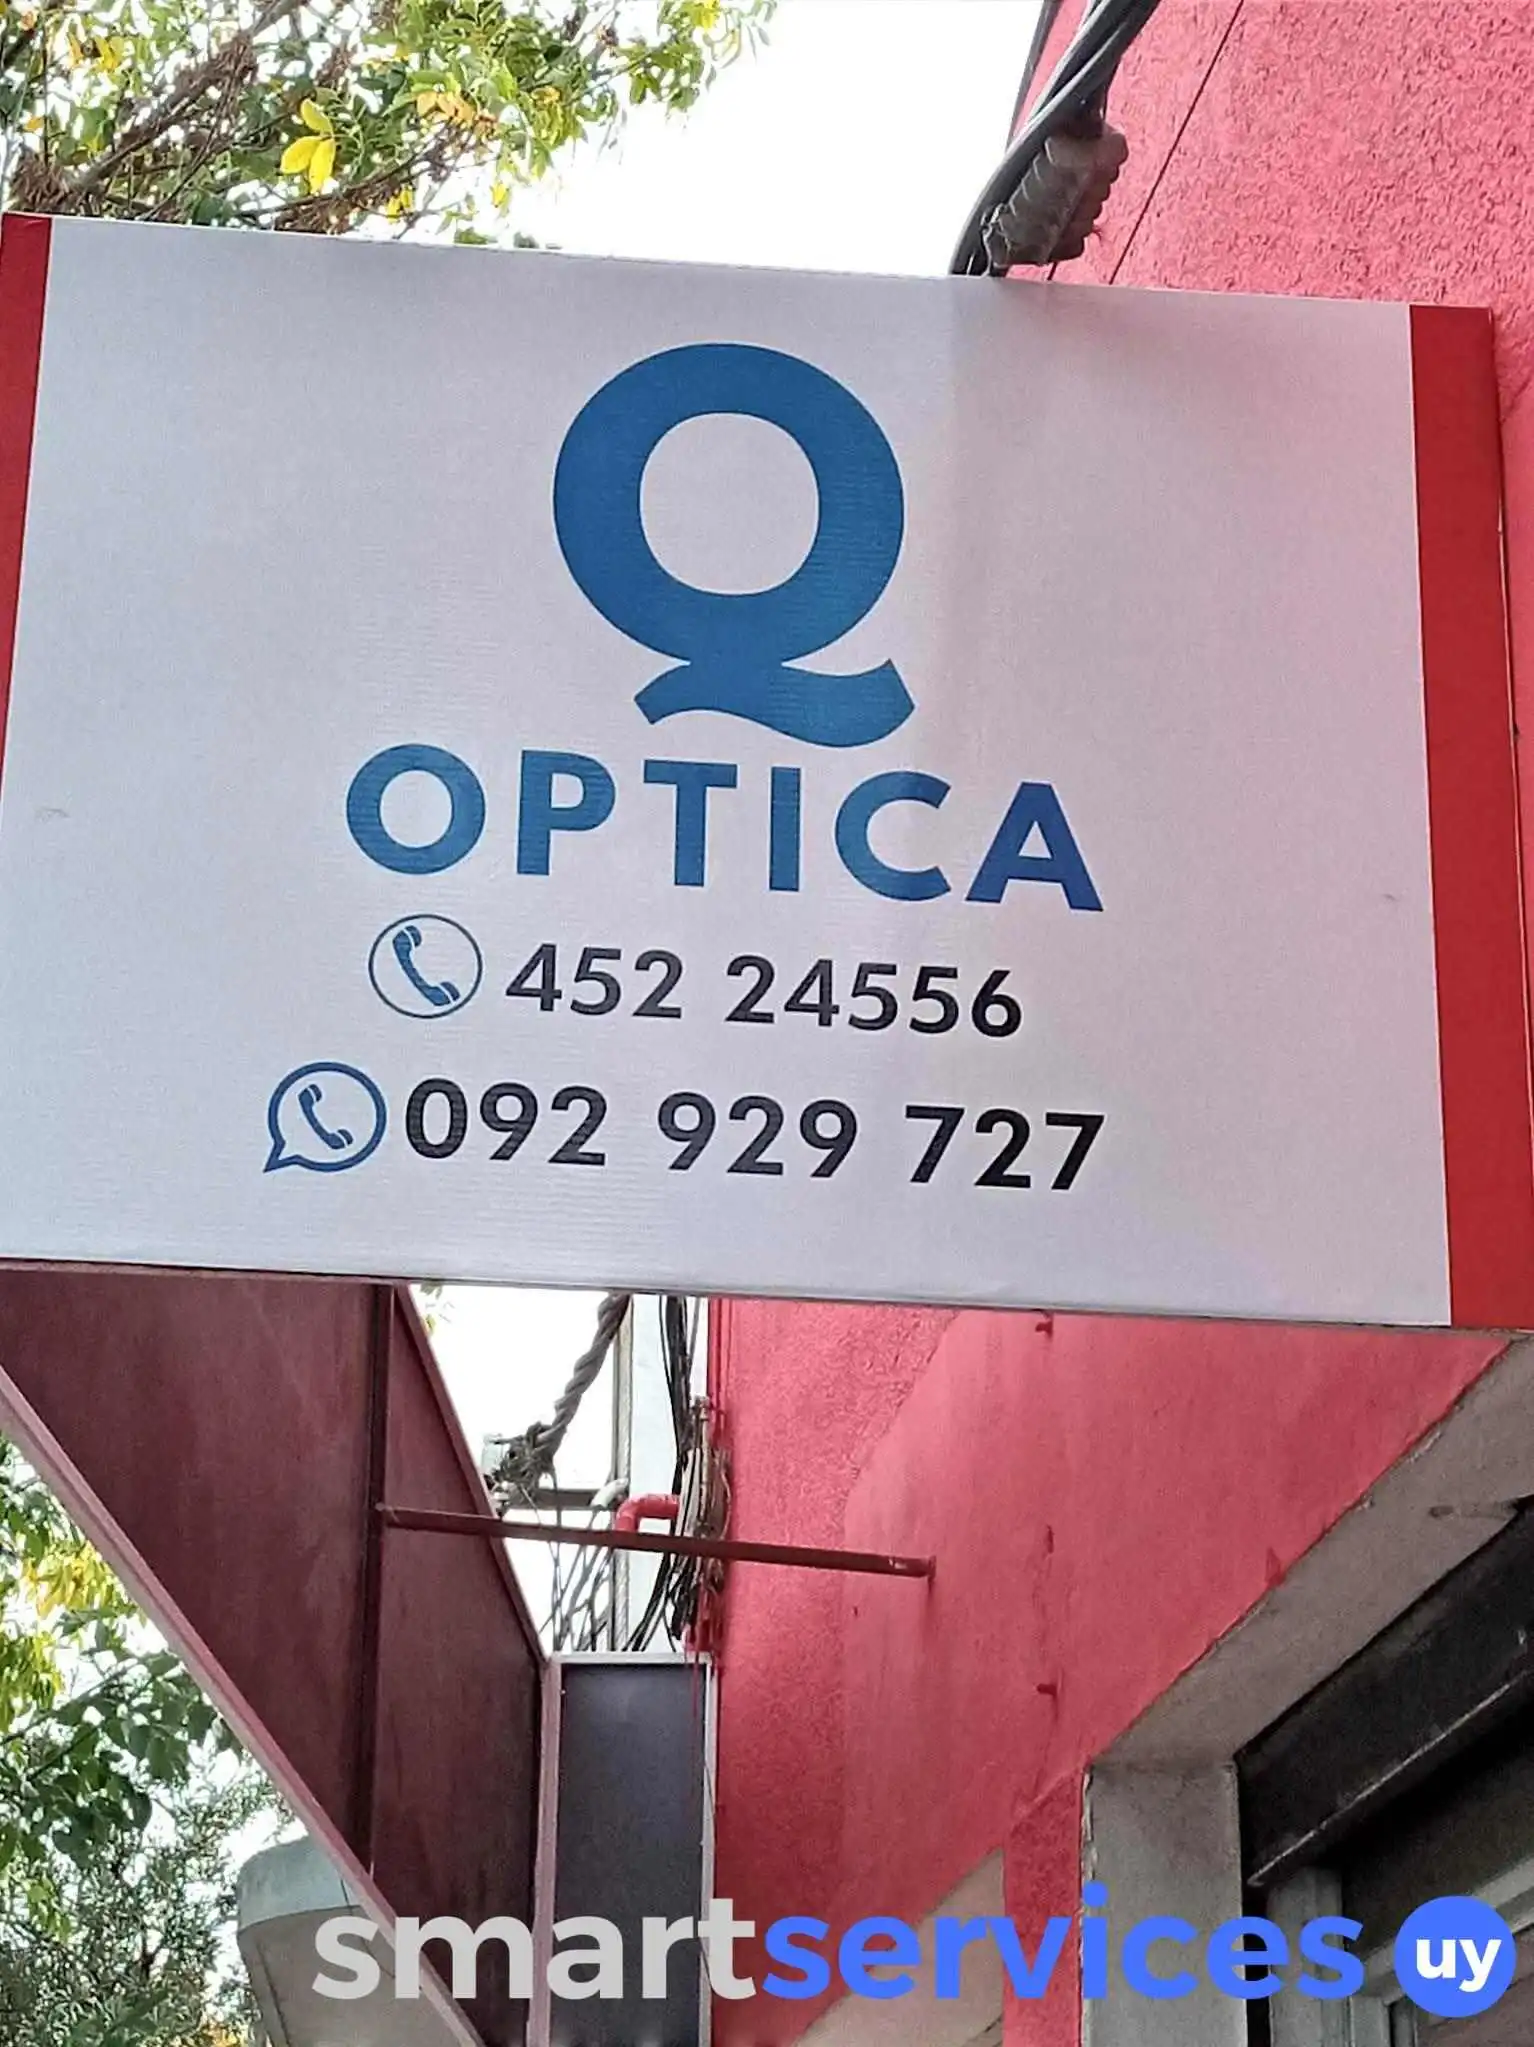 Q
OPTICA
452 24556
092 929 727
smartservices uy